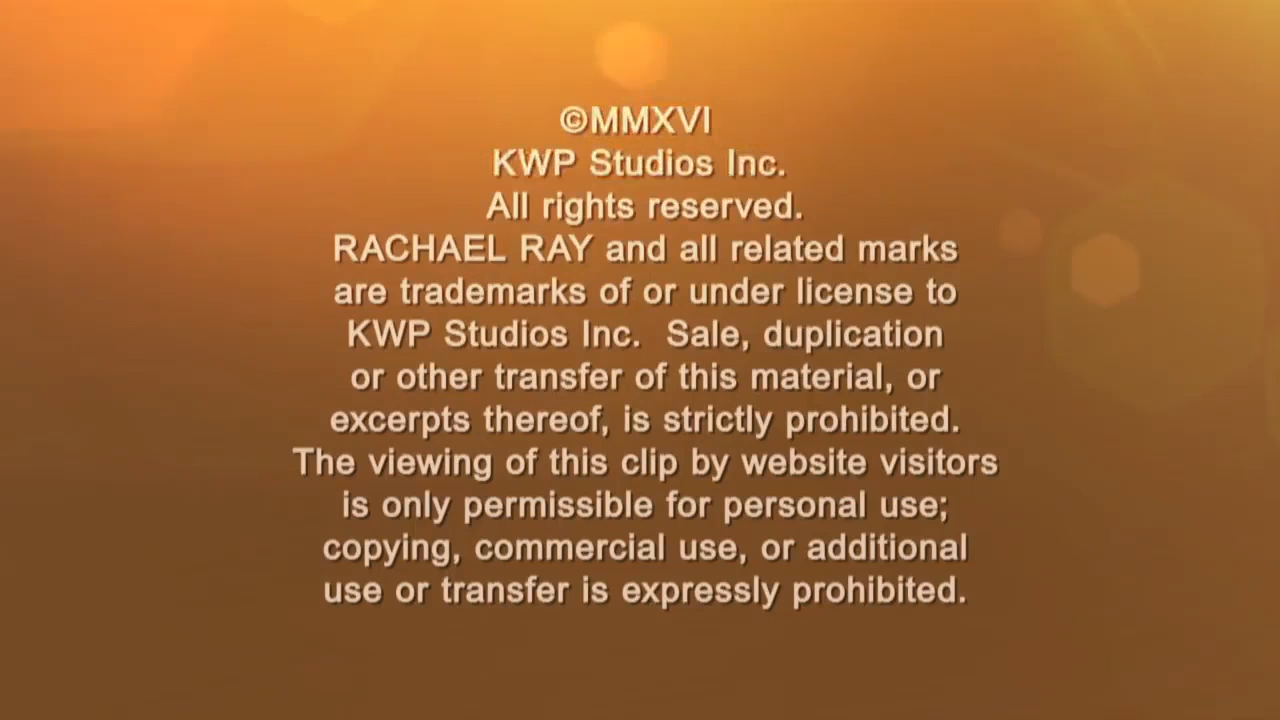 ©MMXVI
KWP Studios Inc.
All rights reserved.
RACHAEL RAY and all related marks
are trademarks of or under license to
KWP Studios Inc.  Sale, duplication
or other transfer of this material, or
excerpts thereof, is strictly prohibited.
The viewing of this clip by website visitors
is only permissible for personal use;
copying, commercial use, or additional
use or transfer is expressly prohibited.